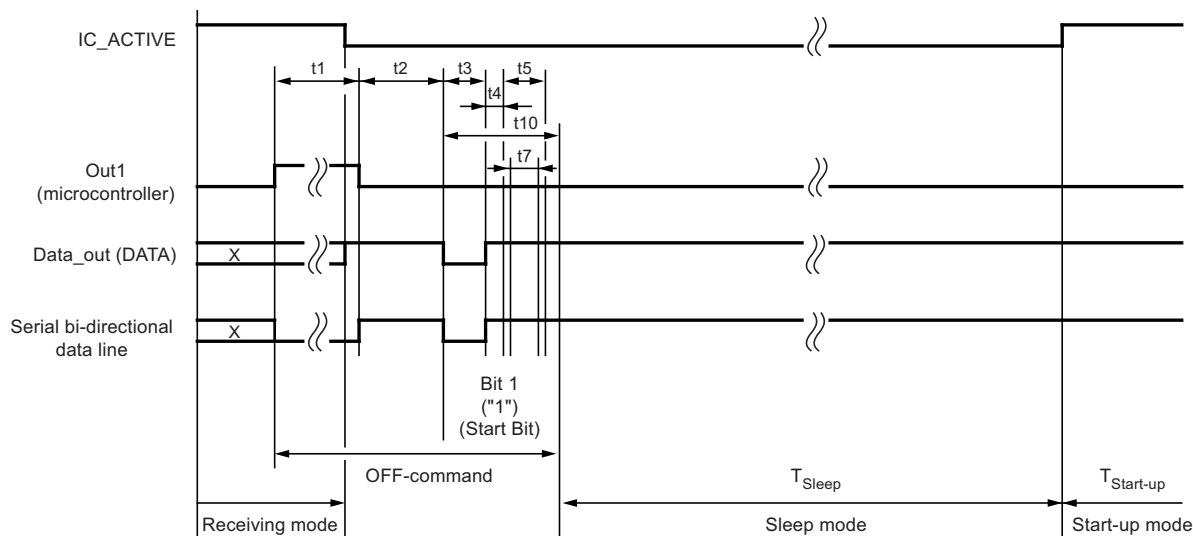 IC_ACTIVE
t1
t2
t3
t5
t4
t10
t7
Out1
(microcontroller)
Data_out (DATA)
X
Serial bi-directional
data line
X
Bit 1
("1")
(Start Bit)
OFF-command
TSleep
TStart-up
Receiving mode
Sleep mode
Start-up mode